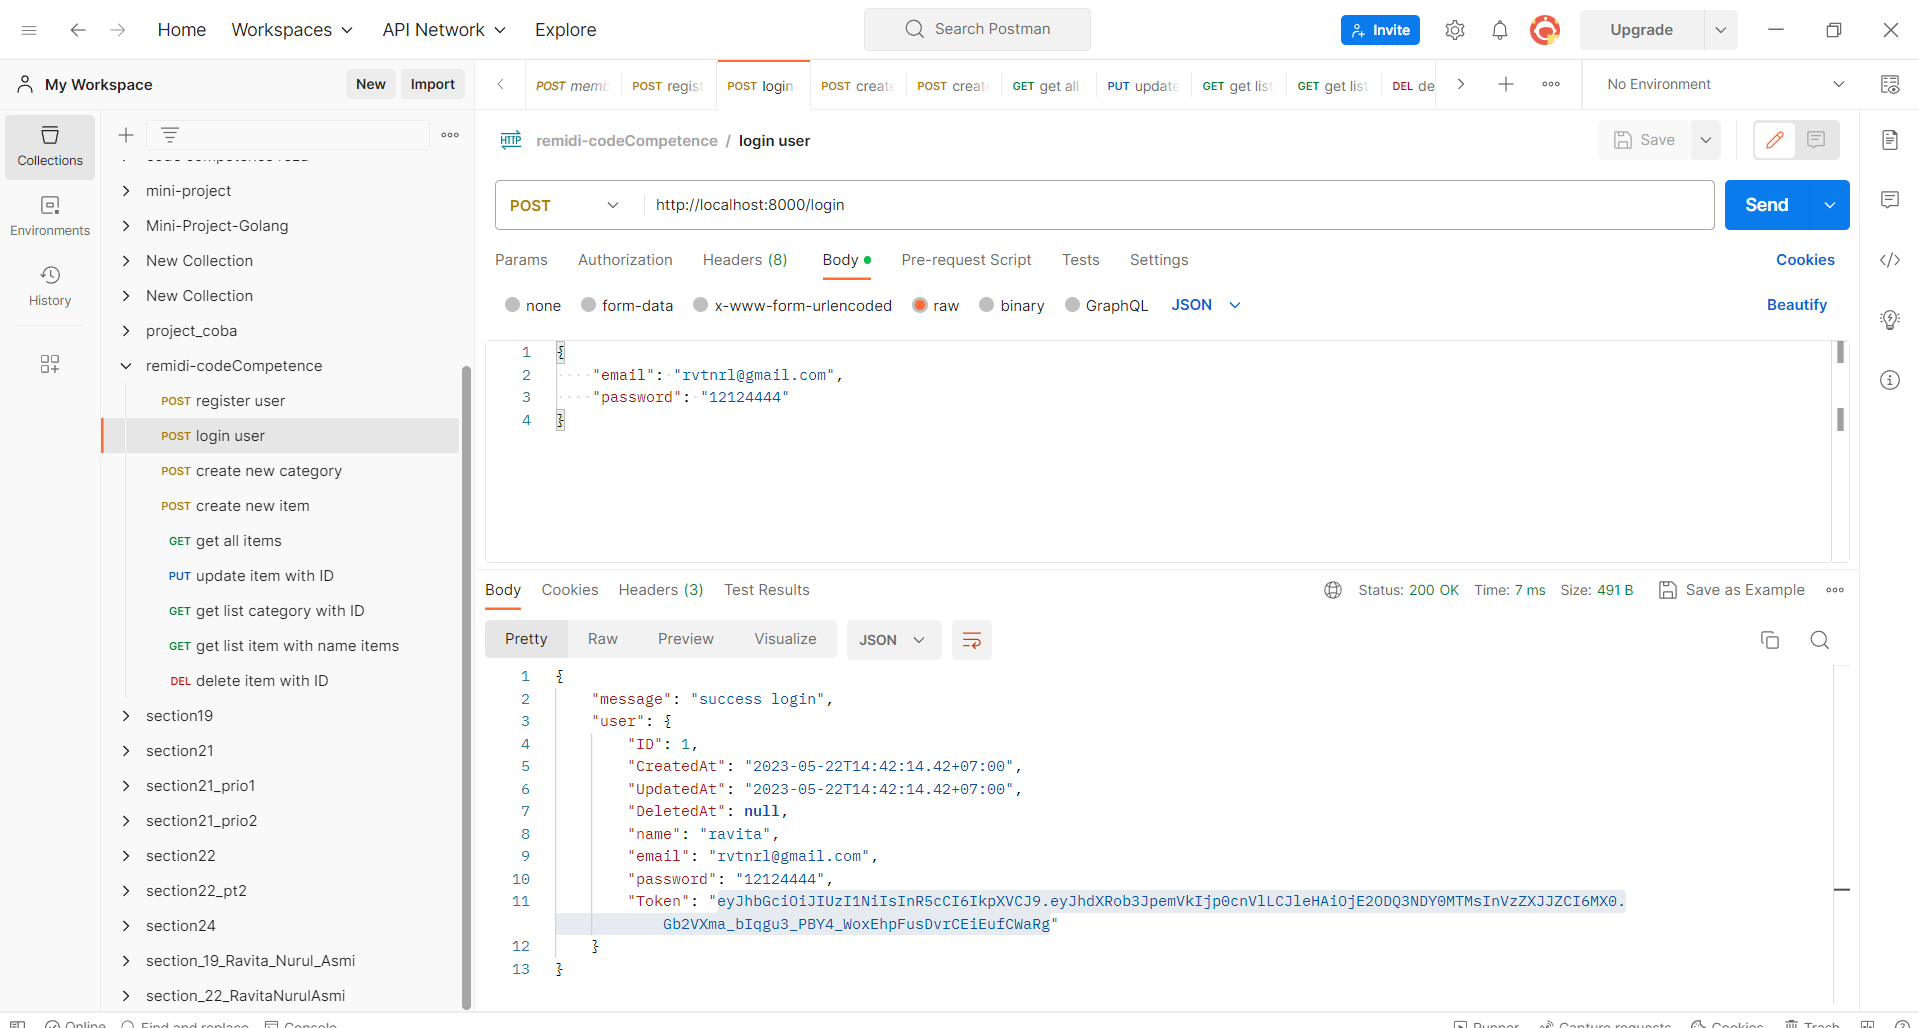 Home
Workspaces
API Network
Explore
Search Postman
Invite
Upgrade
My Workspace
New
Import
POST memb
POST regist
POST login
POST create
POST create
GET get all
PUT update
GET get list
GET get list
DEL de
No Environment
Collections
Environments
History
mini-project
Mini-Project-Golang
New Collection
New Collection
project_coba
remidi-codeCompetence
POST register user
POST login user
POST create new category
POST create new item
GET get all items
PUT update item with ID
GET get list category with ID
GET get list item with name items
DEL delete item with ID
section19
section21
section21_prio1
section21_prio2
section22
section22_pt2
section24
section_19_Ravita_Nurul_Asmi
section_22_RavitaNurulAsmi
HTTP remidi-codeCompetence / login user
Save
POST http://localhost:8000/login
Send
Params Authorization Headers (8) Body Pre-request Script Tests Settings
Cookies
none form-data x-www-form-urlencoded raw binary GraphQL JSON
Beautify
1 {
2 "email": "rvtnrl@gmail.com",
3 "password": "12124444"
4 }
Body Cookies Headers (3) Test Results
Status: 200 OK Time: 7 ms Size: 491 B Save as Example
Pretty Raw Preview Visualize JSON
1 {
2 "message": "success login",
3 "user": {
4 "ID": 1,
5 "CreatedAt": "2023-05-22T14:42:14.42+07:00",
6 "UpdatedAt": "2023-05-22T14:42:14.42+07:00",
7 "DeletedAt": null,
8 "name": "ravita",
9 "email": "rvtnrl@gmail.com",
10 "password": "12124444",
11 "Token": "eyJhbGciOiJIUzI1NiIsInR5cCI6IkpXVCJ9.eyJhdXRob3JpemVkIjp0cnVlLCJleHAiOjE2ODQ3NDY0MTMsInVzZXJJZCI6MX0.
Gb2VXma_bIqgu3_PBY4_WoxEhpFusDvrCEiEufCWaRg"
12 }
13 }
Online
Find and replace
Console
Runner
Capture requests
Cookies
Trash